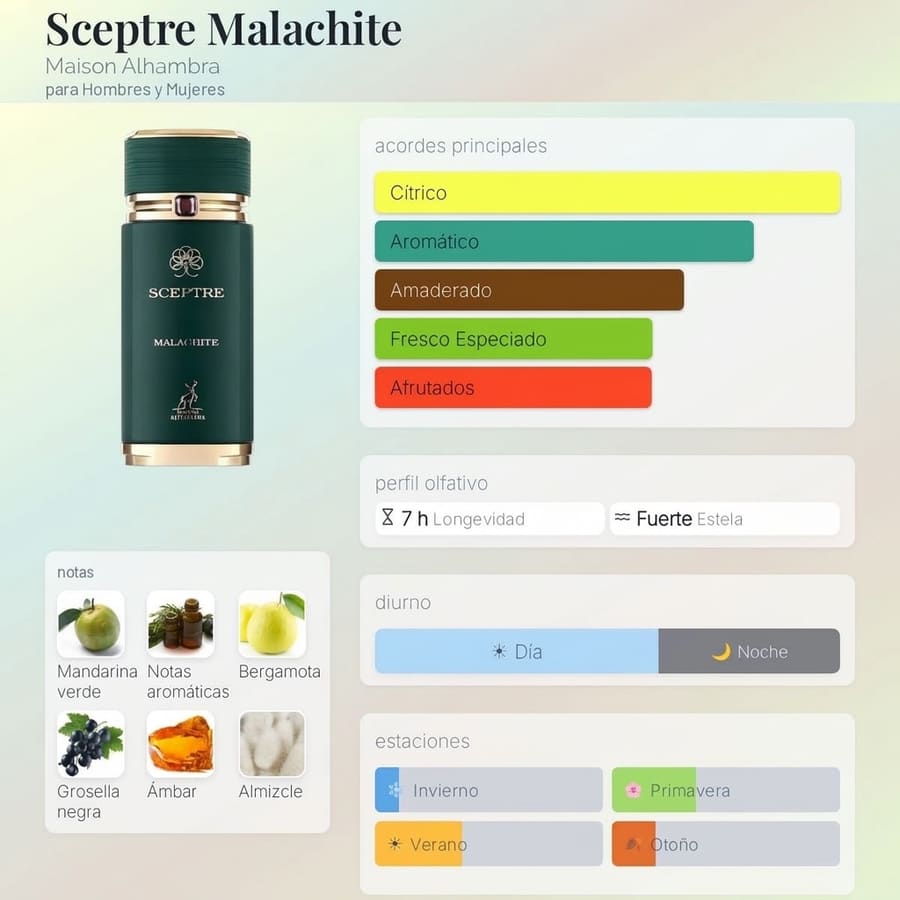 Sceptre Malachite
Maison Alhambra
para Hombres y Mujeres
SCEPTRE
MALACHITE
acordes principales
Cítrico
Aromático
Amaderado
Fresco Especiado
Afrutados
perfil olfativo
7 h Longevidad
Fuerte Estela
diurno
Día
Noche
estaciones
Invierno
Primavera
Verano
Otoño
notas
Mandarina verde
Notas aromáticas
Bergamota
Grosella negra
Ámbar
Almizcle